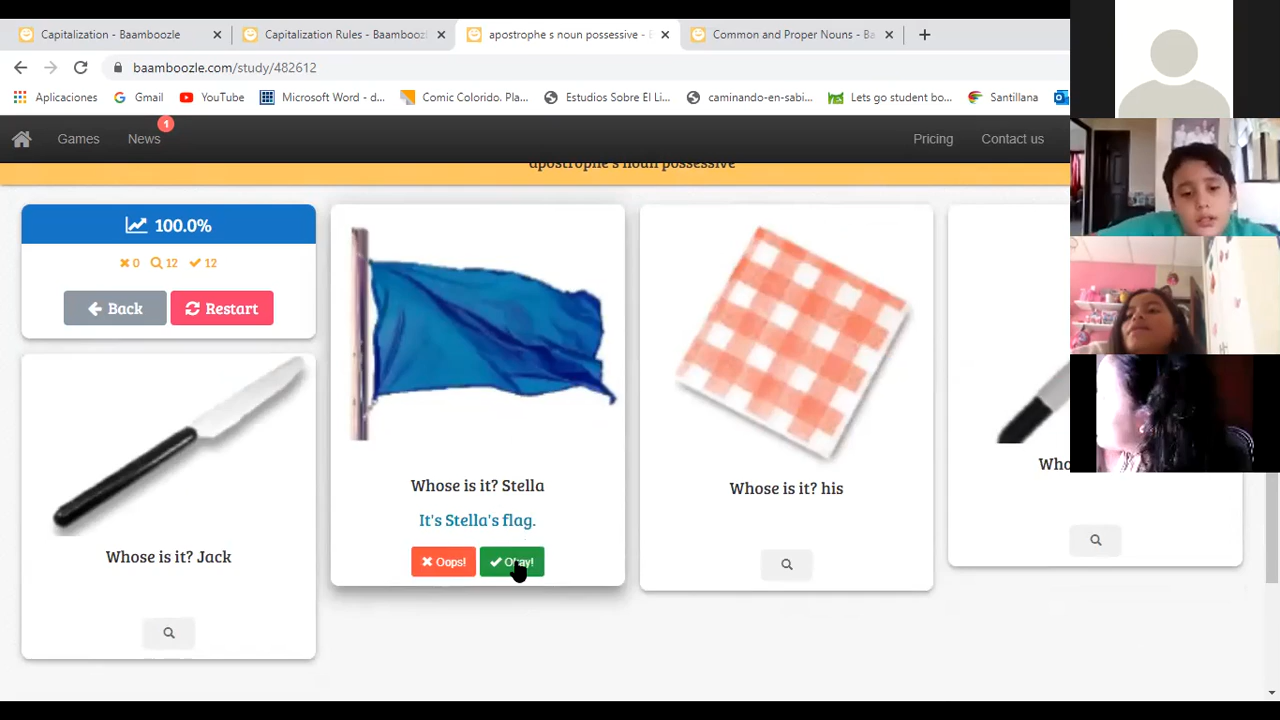 Capitalization - Baamboozle
Capitalization Rules - Baambooz
apostrophe s noun possessive -
Common and Proper Nouns - Ba
baamboozle.com/study/482612
Aplicaciones
Gmail
YouTube
Microsoft Word - d...
Comic Colorido. Pla...
Estudios Sobre El Li...
caminando-en-sabi...
Lets go student bo...
Santillana
1
Games
News
Pricing
Contact us
apostrophe s noun possessive
100.0%
0 12 12
Back
Restart
Whose is it? Jack
Whose is it? Stella
It's Stella's flag.
Oops!
Okay!
Whose is it? his